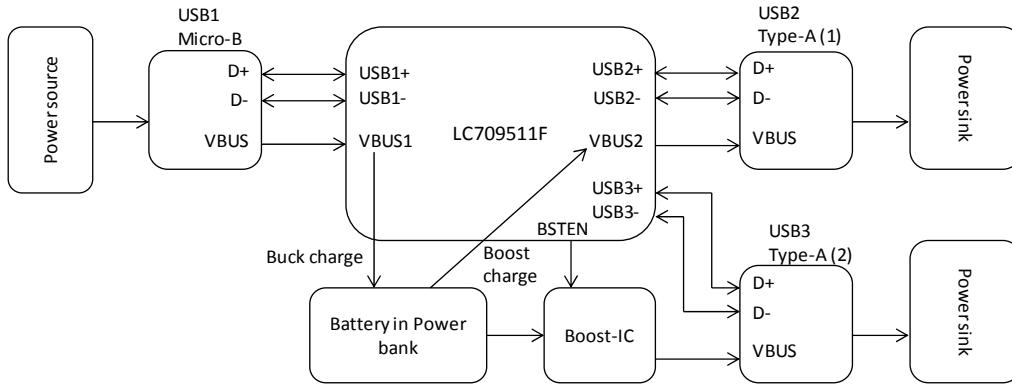 USB1
Micro-B
Power source
D+
D-
VBUS
USB1+
USB1-
VBUS1
LC709511F
USB2+
USB2-
VBUS2
USB3+
USB3-
BSTEN
USB2
Type-A (1)
D+
D-
VBUS
Power sink
Buck charge
Boost
charge
Battery in Power
bank
Boost-IC
USB3
Type-A (2)
D+
D-
VBUS
Power sink